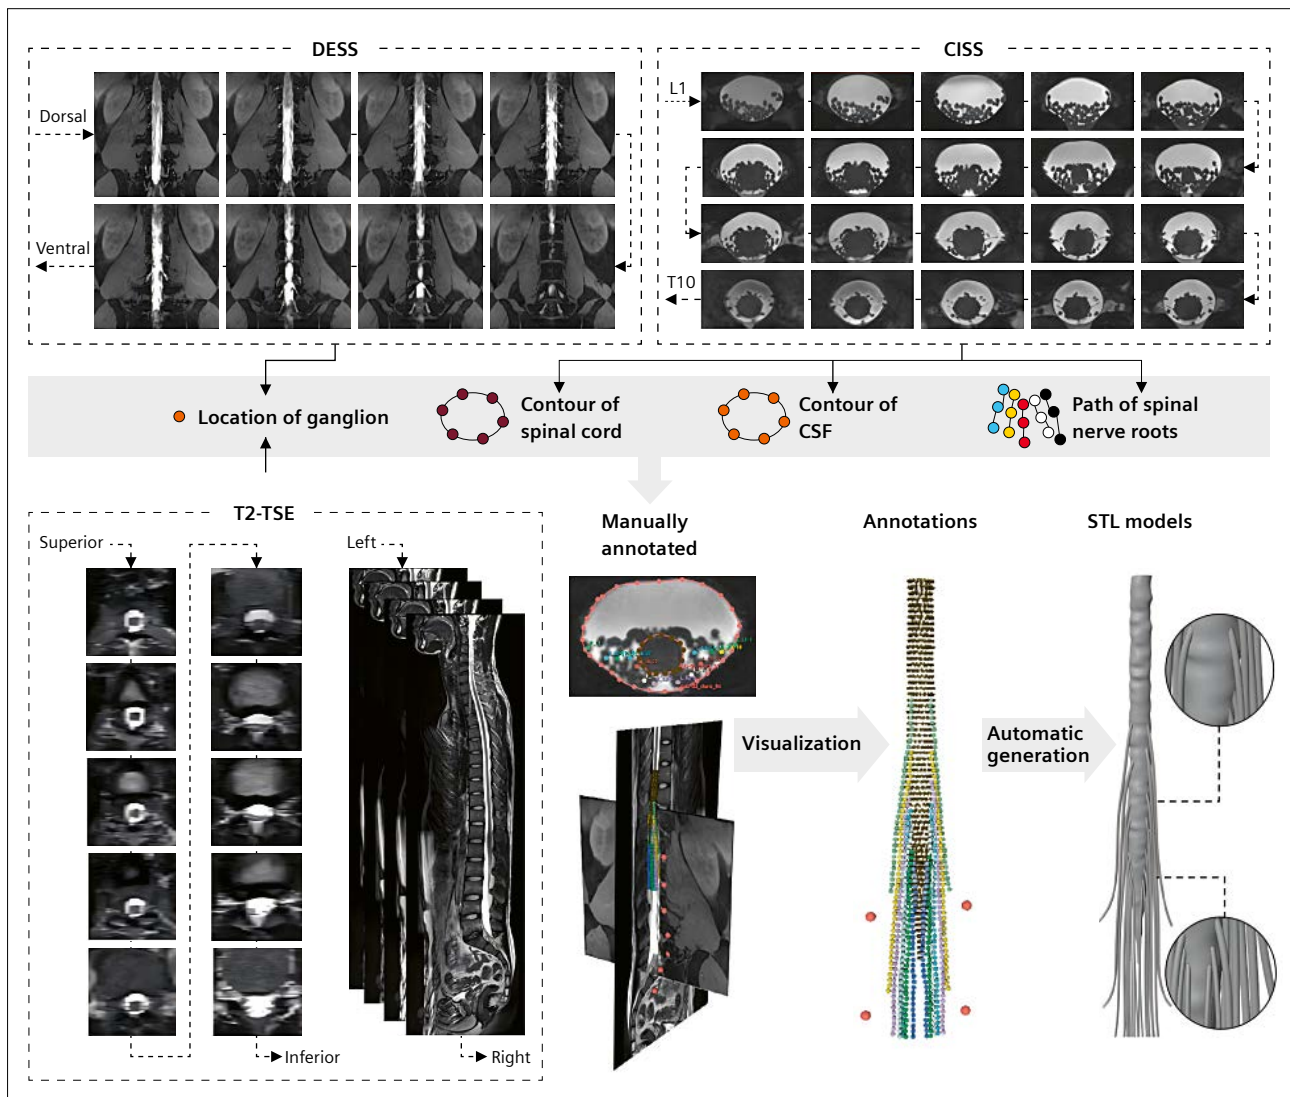 DESS
CISS
Dorsal
Ventral
L1
T10
Location of ganglion
Contour of
spinal cord
Contour of
CSF
Path of spinal
nerve roots
T2-TSE
Superior
Left
Inferior
Right
Manually
annotated
Annotations
STL models
Visualization
Automatic
generation